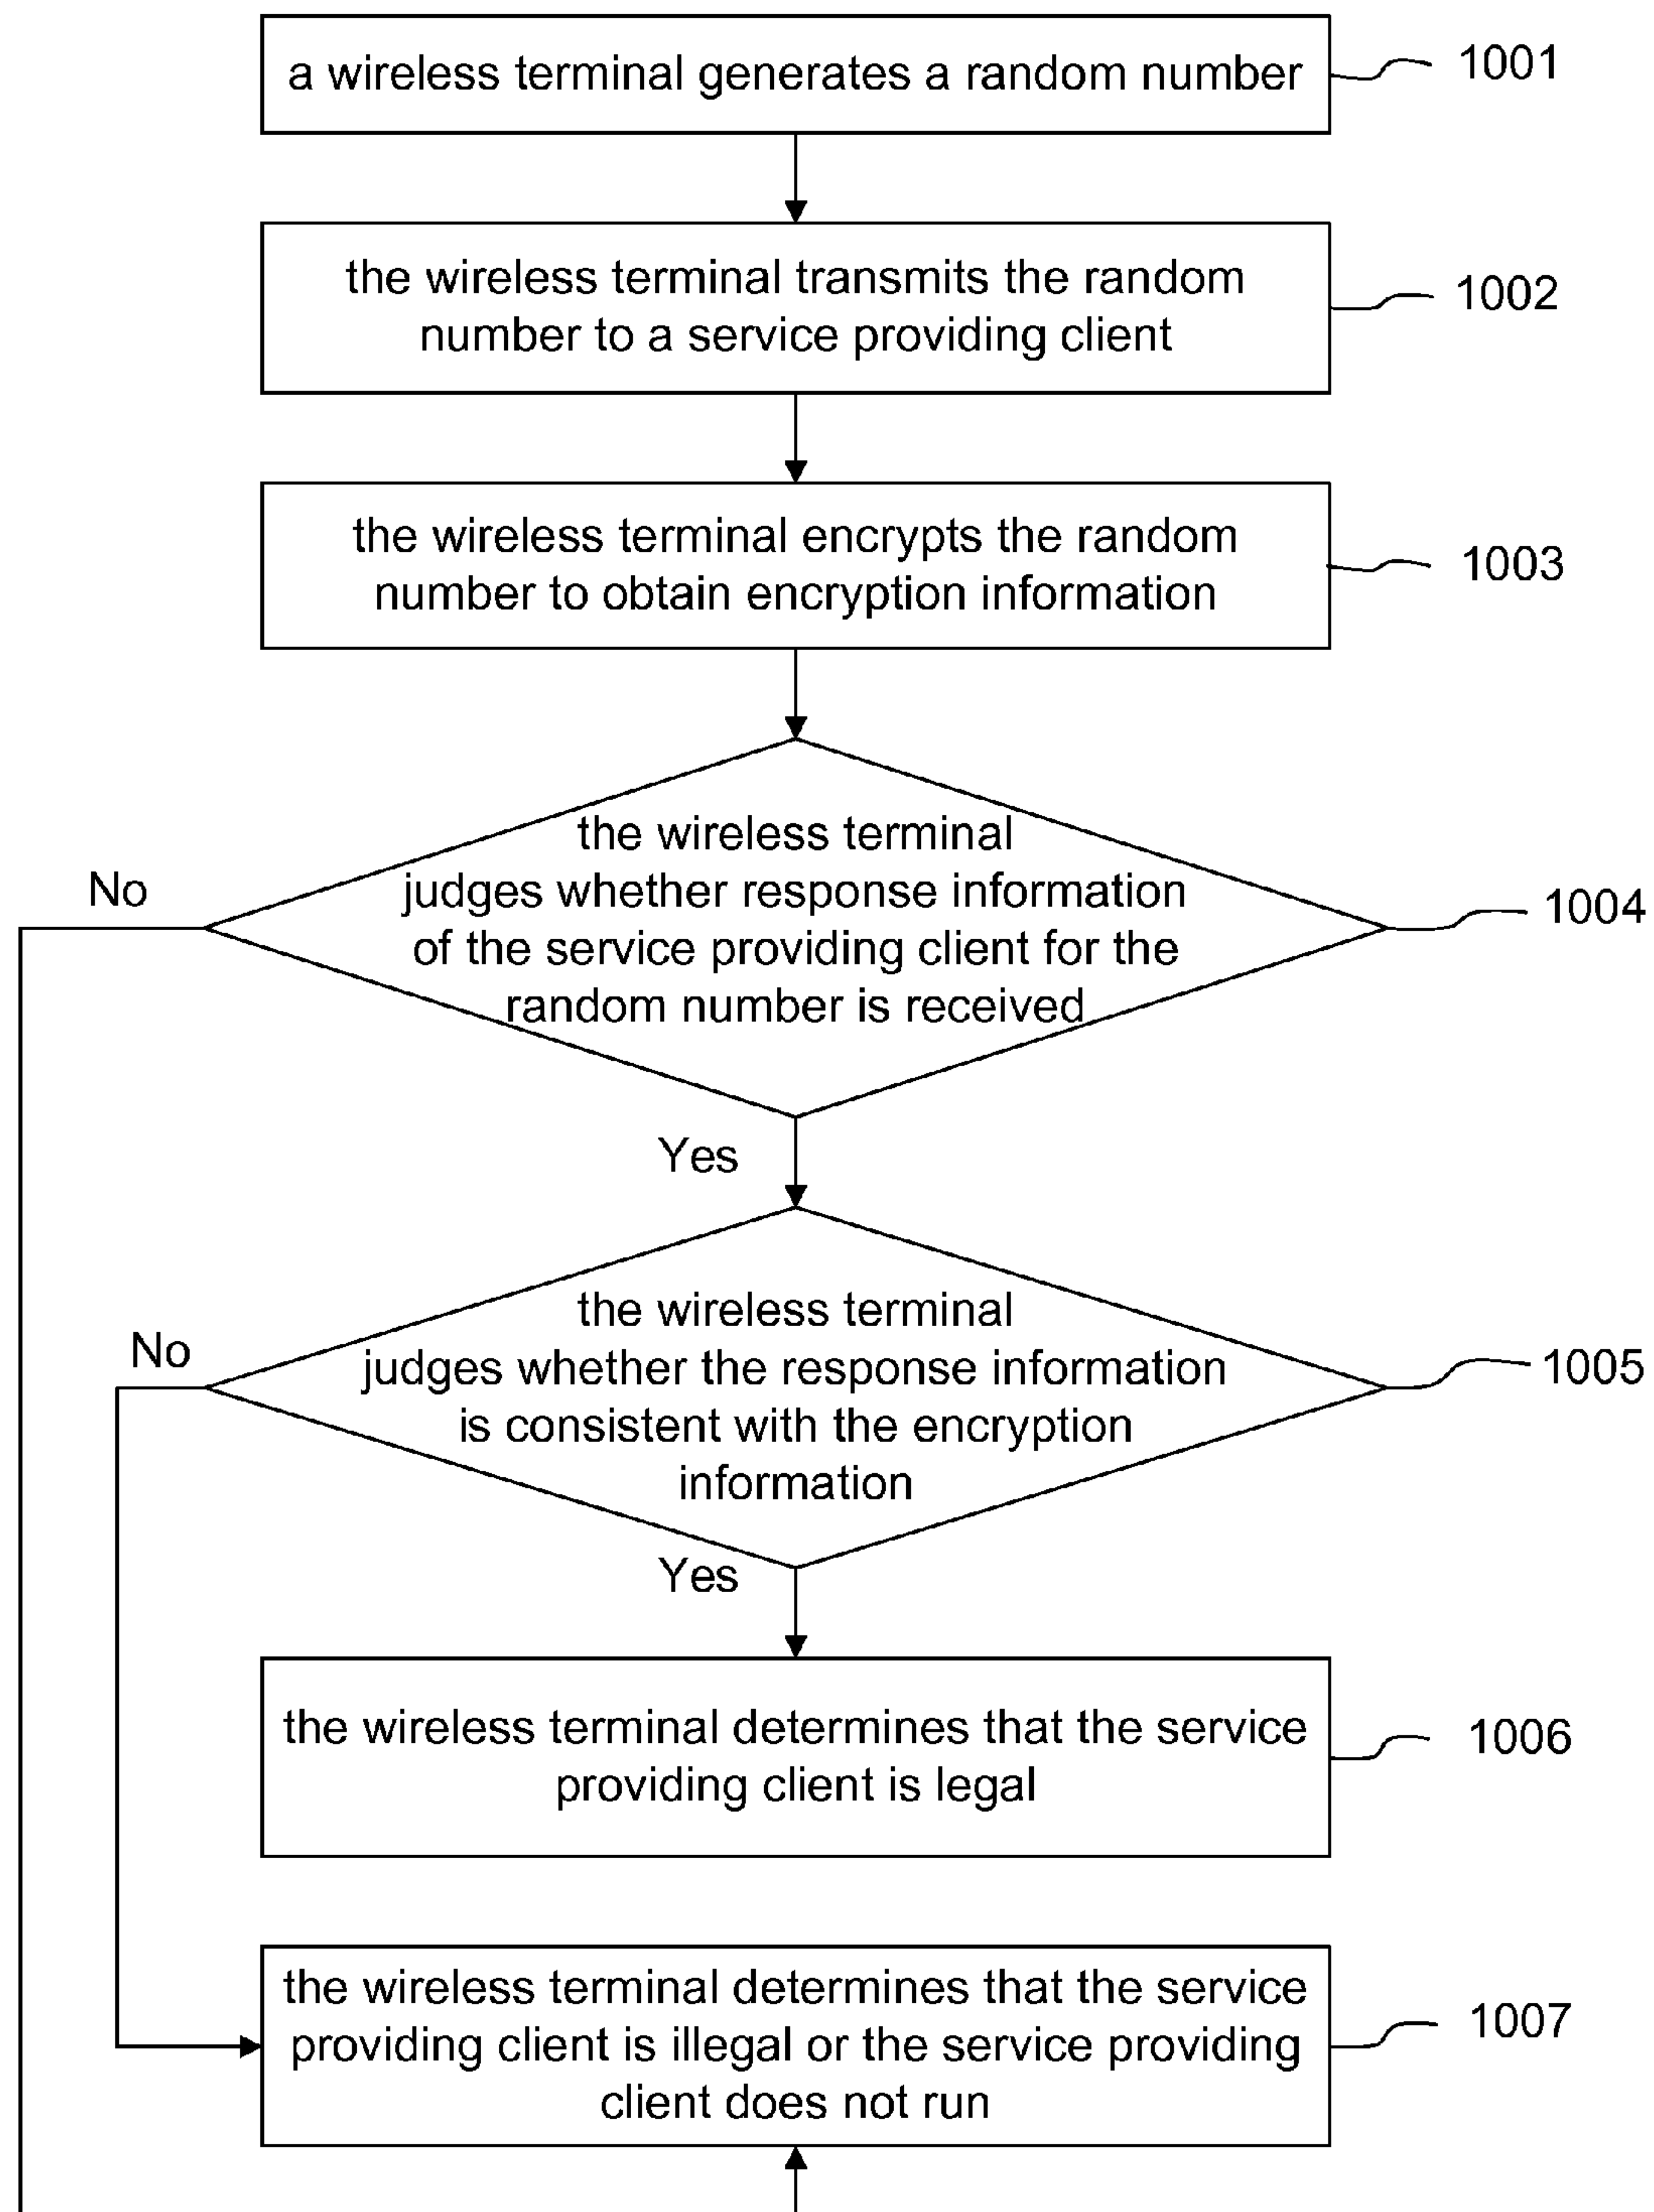 a wireless terminal generates a random number
1001
the wireless terminal transmits the random
number to a service providing client
1002
the wireless terminal encrypts the random
number to obtain encryption information
1003
the wireless terminal
judges whether response information
of the service providing client for the
random number is received
1004
No
Yes
the wireless terminal
judges whether the response information
is consistent with the encryption
information
1005
No
Yes
the wireless terminal determines that the service
providing client is legal
1006
the wireless terminal determines that the service
providing client is illegal or the service providing
client does not run
1007